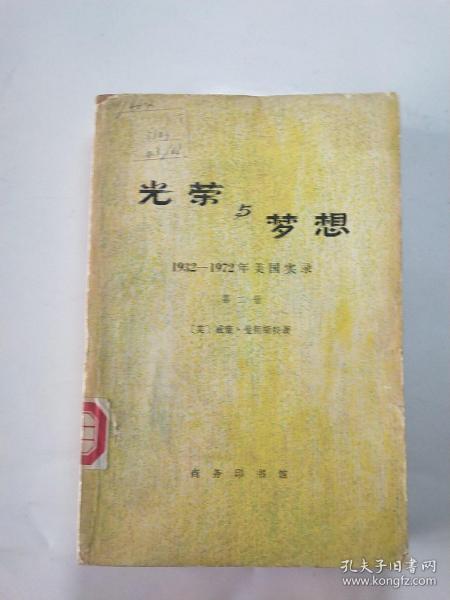 光荣与梦想
1932—1972年美国实录
第二册
〔美〕威廉·曼彻斯特著
商务印书馆
孔夫子旧书网
www.kongfz.com